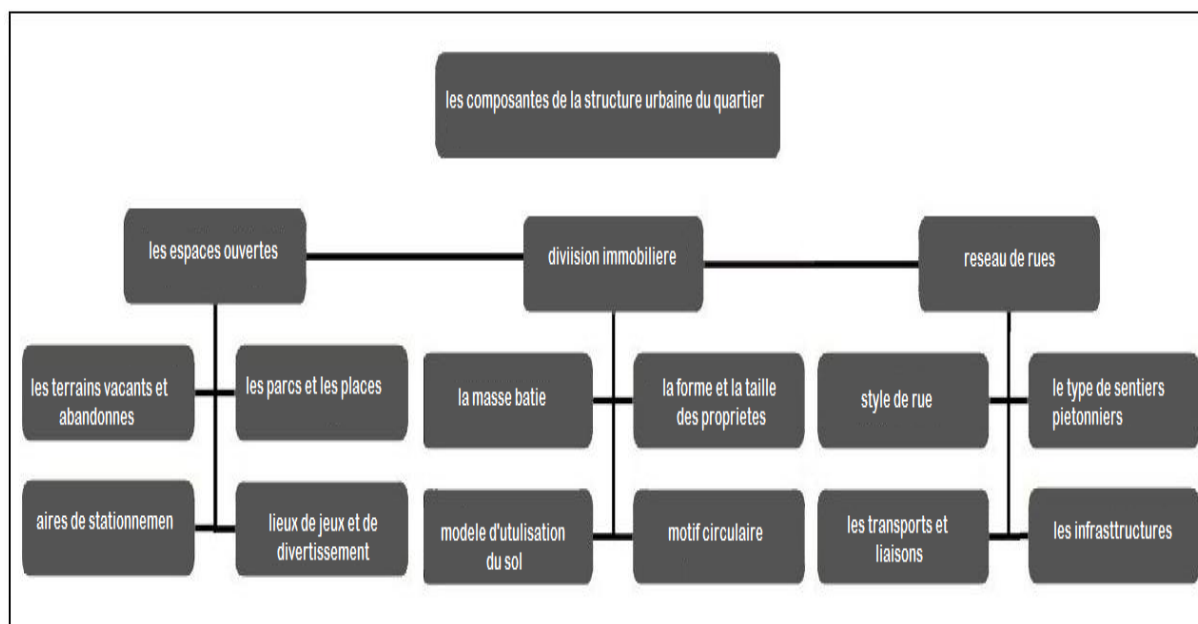 les composantes de la structure urbaine du quartier
les espaces ouvertes
diviision immobiliere
reseau de rues
les terrains vacants et
abandonnes
les parcs et les places
la masse batie
la forme et la taille
des proprietes
style de rue
le type de sentiers
pietonniers
aires de stationnemen
lieux de jeux et de
divertissement
modele d'utulisation
du sol
motif circulaire
les transports et
liaisons
les infrasttructures